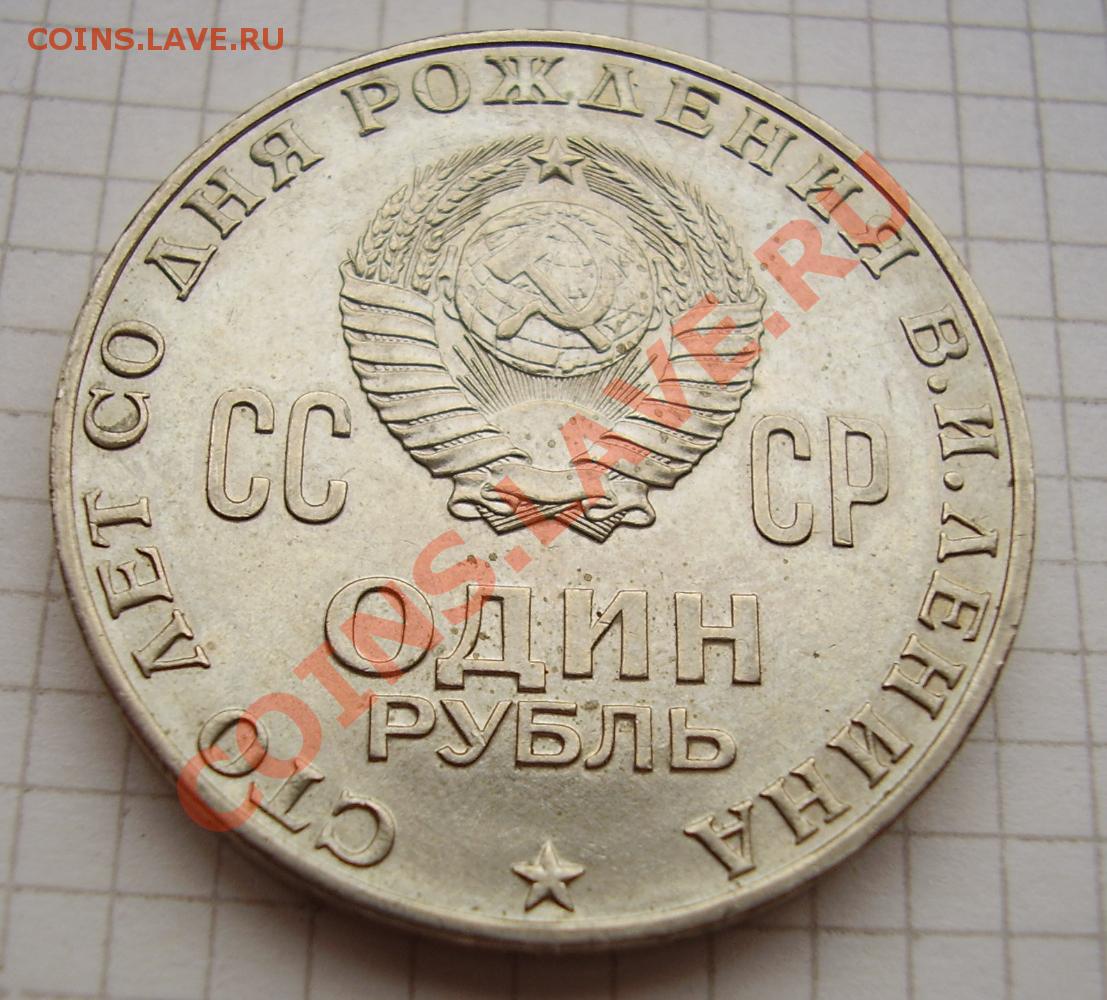 COINS.LAVE.RU
СТО ЛЕТ СО ДНЯ РОЖДЕНИЯ В.И.ЛЕНИНА
СС СР
ОДИН
РУБЛЬ
COINS.LAVE.RU